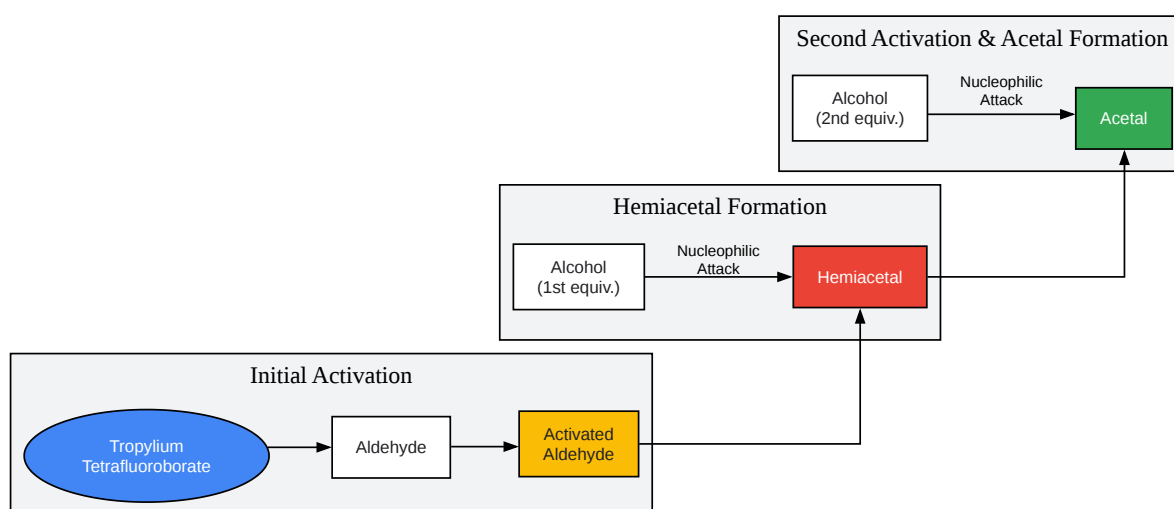 Second Activation & Acetal Formation
Alcohol
(2nd equiv.)
Nucleophilic
Attack
Acetal
Hemiacetal Formation
Alcohol
(1st equiv.)
Nucleophilic
Attack
Hemiacetal
Initial Activation
Tropylium
Tetrafluoroborate
Aldehyde
Activated
Aldehyde